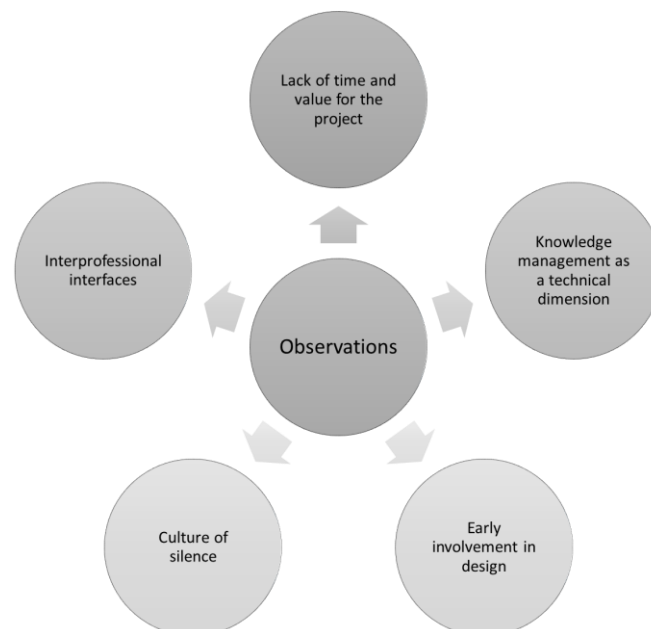 Lack of time and
value for the
project
Interprofessional
interfaces
Knowledge
management as
a technical
dimension
Observations
Culture of
silence
Early
involvement in
design